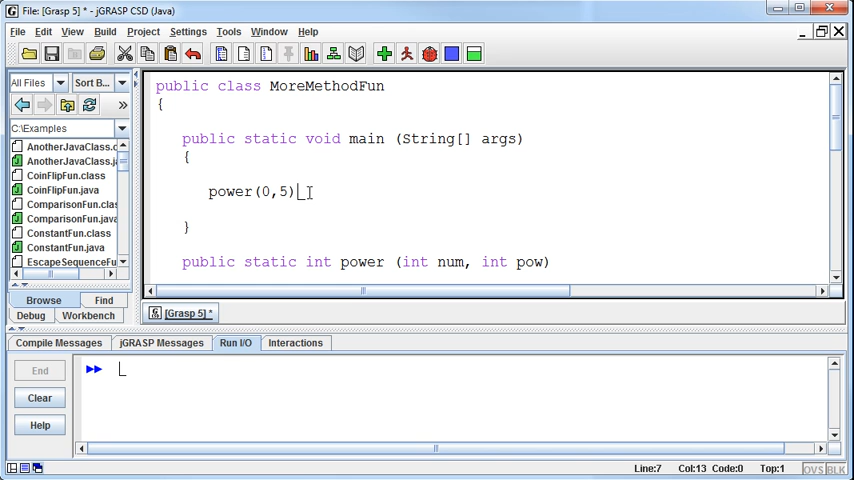 File: [Grasp 5] * - jGRASP CSD (Java)
File Edit View Build Project Settings Tools Window Help
All Files Sort B...
C:\Examples
AnotherJavaClass.c
AnotherJavaClass.ja
CoinFlipFun.class
CoinFlipFun.java
ComparisonFun.clas
ComparisonFun.java
ConstantFun.class
ConstantFun.java
EscapeSequenceFu
Browse Find
Debug Workbench
public class MoreMethodFun
{
public static void main (String[] args)
{
power(0,5)
}
public static int power (int num, int pow)
[Grasp 5] *
Compile Messages jGRASP Messages Run I/O Interactions
End
Clear
Help
Line:7 Col:13 Code:0 Top:1 OVS BLK